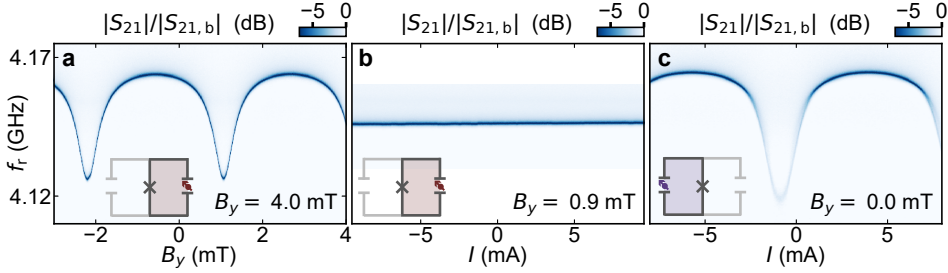 |S21|/|S21, b| (dB) −5 0 |S21|/|S21, b| (dB) −5 0 |S21|/|S21, b| (dB) −5 0
a b c
4.17
fr (GHz)
4.12
By = 4.0 mT By = 0.9 mT By = 0.0 mT
−2 0 2 4 −5 0 5 −5 0 5
By (mT) I (mA) I (mA)